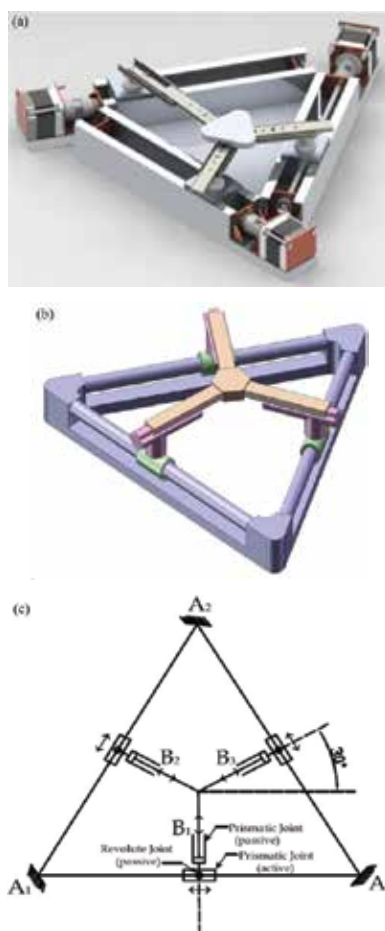 (a)
(b)
(c)
A2
B2
B3
30°
B1
Prismatic Joint
(passive)
Revolute Joint
(passive)
Prismatic Joint
(active)
A1
A